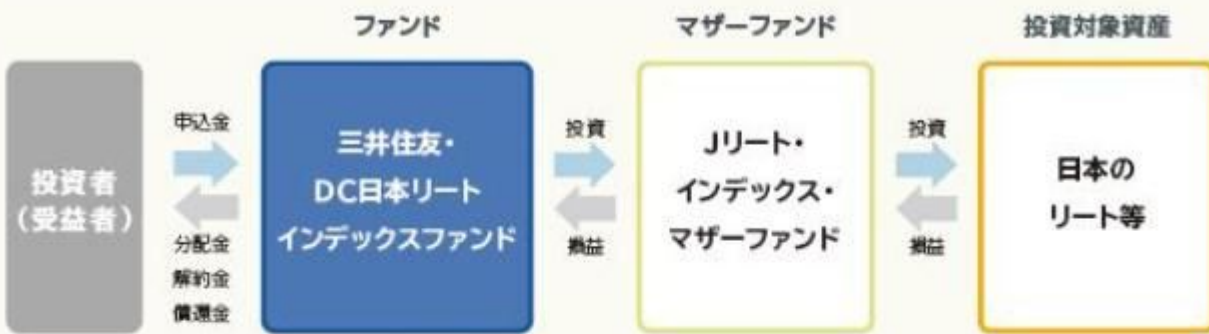 ファンド
マザーファンド
投資対象資産
投資者
(受益者)
申込金
分配金
解約金
償還金
三井住友・
DC日本リート
インデックスファンド
投資
損益
Jリート・
インデックス・
マザーファンド
投資
損益
日本の
リート等